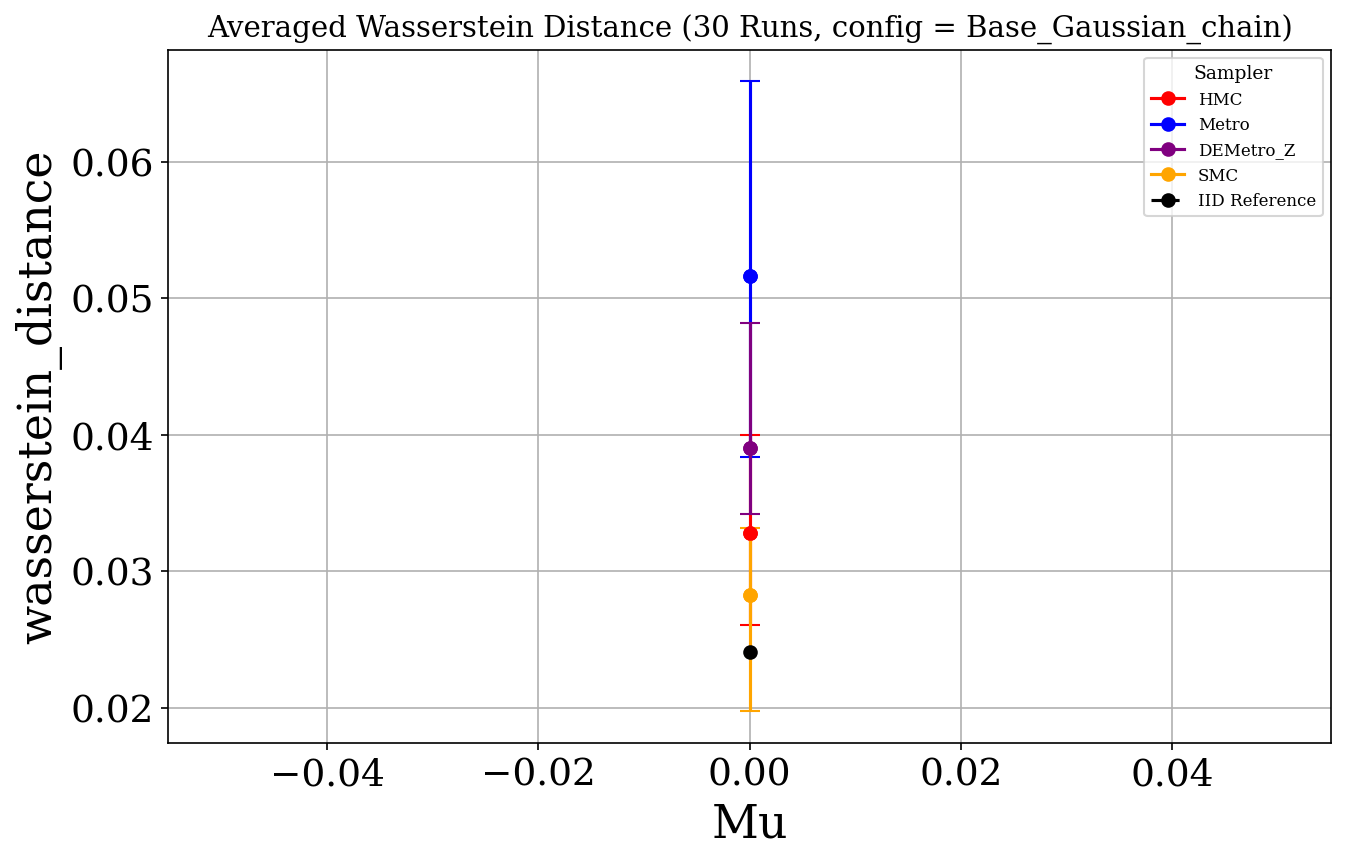 Averaged Wasserstein Distance (30 Runs, config = Base_Gaussian_chain)
Sampler
HMC
Metro
DEMetro_Z
SMC
IID Reference
wasserstein_distance
0.06
0.05
0.04
0.03
0.02
−0.04
−0.02
0.00
0.02
0.04
Mu